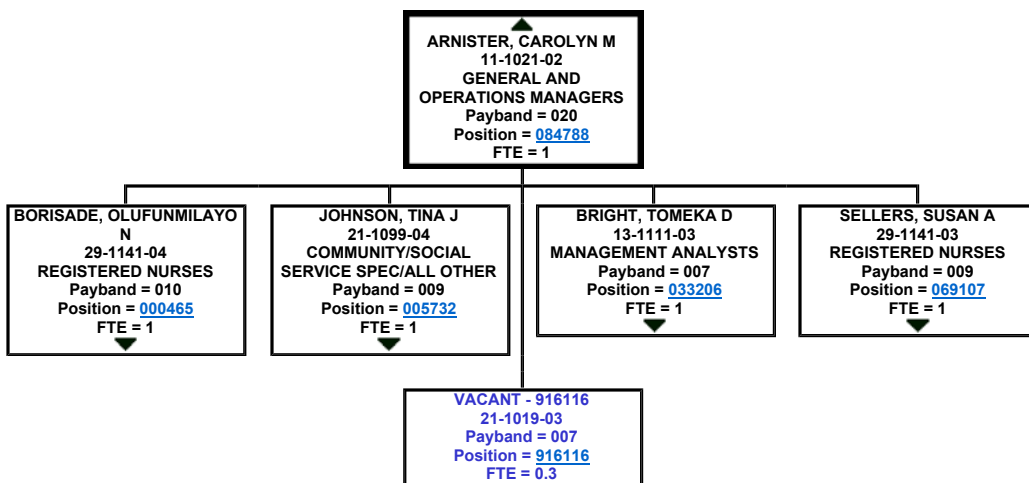 ARNISTER, CAROLYN M
11-1021-02
GENERAL AND
OPERATIONS MANAGERS
Payband = 020
Position = 084788
FTE = 1
BORISADE, OLUFUNMILAYO
N
29-1141-04
REGISTERED NURSES
Payband = 010
Position = 000465
FTE = 1
JOHNSON, TINA J
21-1099-04
COMMUNITY/SOCIAL
SERVICE SPEC/ALL OTHER
Payband = 009
Position = 005732
FTE = 1
BRIGHT, TOMEKA D
13-1111-03
MANAGEMENT ANALYSTS
Payband = 007
Position = 033206
FTE = 1
SELLERS, SUSAN A
29-1141-03
REGISTERED NURSES
Payband = 009
Position = 069107
FTE = 1
VACANT - 916116
21-1019-03
Payband = 007
Position = 916116
FTE = 0.3